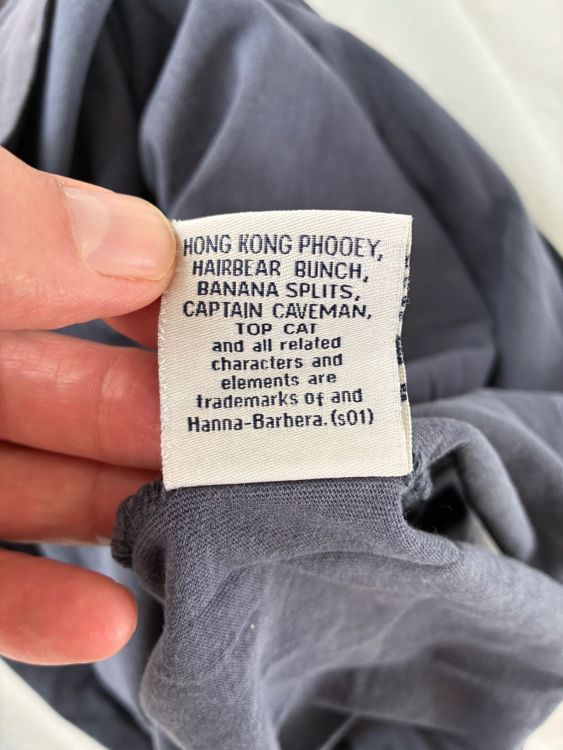 HONG KONG PHOOEY,
HAIRBEAR BUNCH,
BANANA SPLITS,
CAPTAIN CAVEMAN,
TOP CAT
and all related
characters and
elements are
trademarks of and
Hanna-Barbera.(s01)